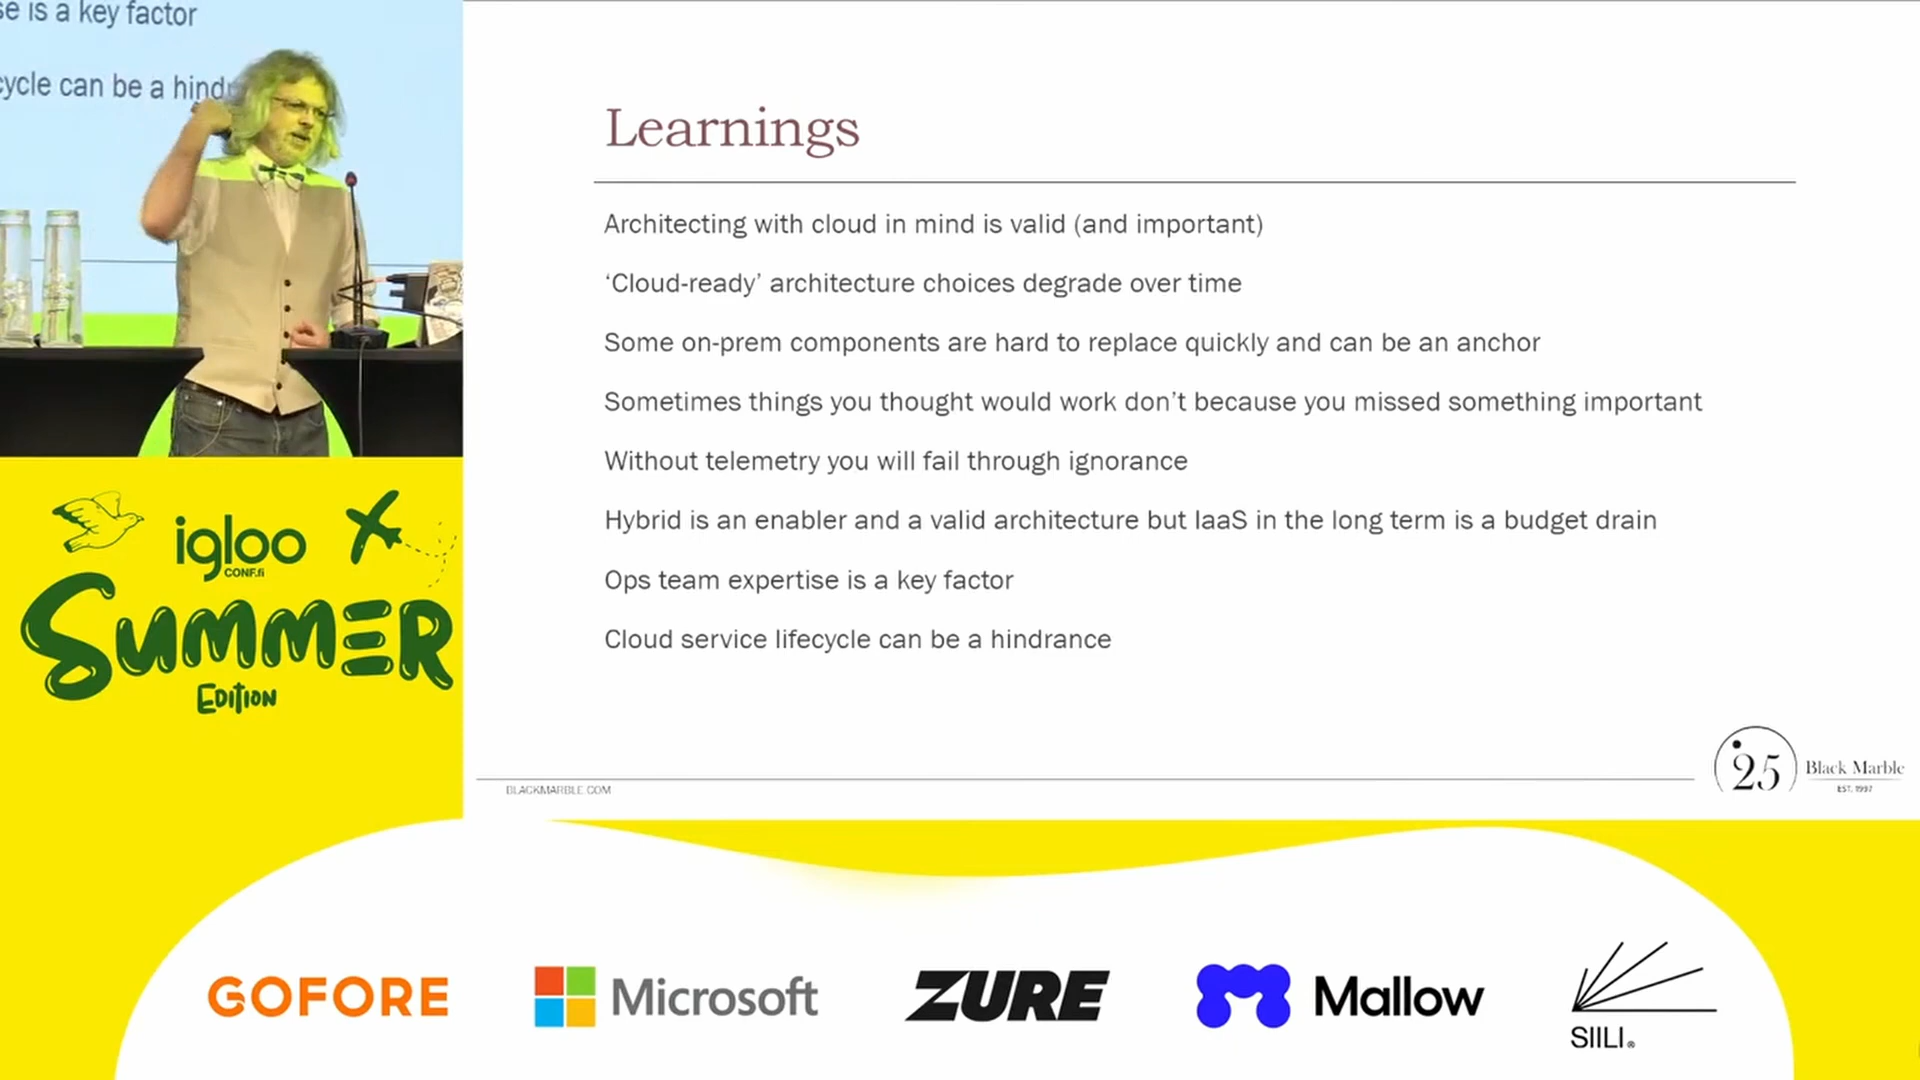 se is a key factor
cycle can be a hind
Learnings
Architecting with cloud in mind is valid (and important)
‘Cloud-ready’ architecture choices degrade over time
Some on-prem components are hard to replace quickly and can be an anchor
Sometimes things you thought would work don’t because you missed something important
Without telemetry you will fail through ignorance
Hybrid is an enabler and a valid architecture but IaaS in the long term is a budget drain
Ops team expertise is a key factor
Cloud service lifecycle can be a hindrance
BLACKMARBLE.COM
25
Black Marble
EST. 1997
igloo
CONF.fi
SUMMER
EDITION
GOFORE
Microsoft
ZURE
Mallow
SIILI®